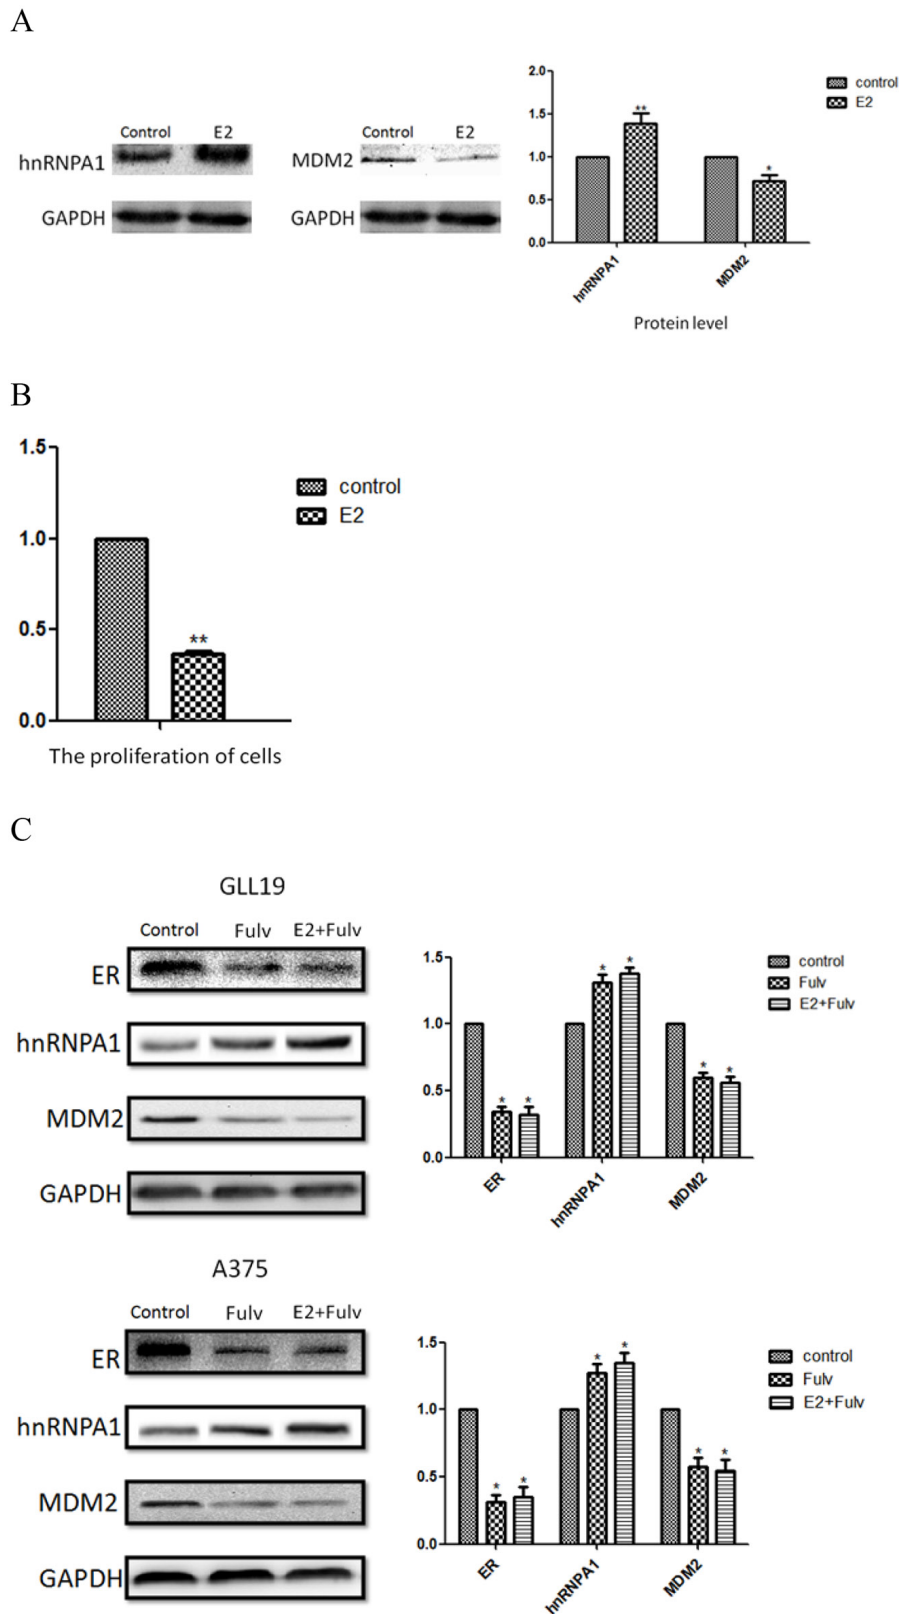 A
Control E2
hnRNPA1
GAPDH
Control E2
MDM2
GAPDH
2.0
1.5
1.0
0.5
0.0
**
*
hnRNPA1
MDM2
Protein level
control
E2
B
1.5
1.0
0.5
0.0
**
The proliferation of cells
control
E2
C
GLL19
Control Fulv E2+Fulv
ER
hnRNPA1
MDM2
GAPDH
1.5
1.0
0.5
0.0
* *
* *
* *
ER
hnRNPA1
MDM2
control
Fulv
E2+Fulv
A375
Control Fulv E2+Fulv
ER
hnRNPA1
MDM2
GAPDH
1.5
1.0
0.5
0.0
* *
* *
* *
ER
hnRNPA1
MDM2
control
Fulv
E2+Fulv